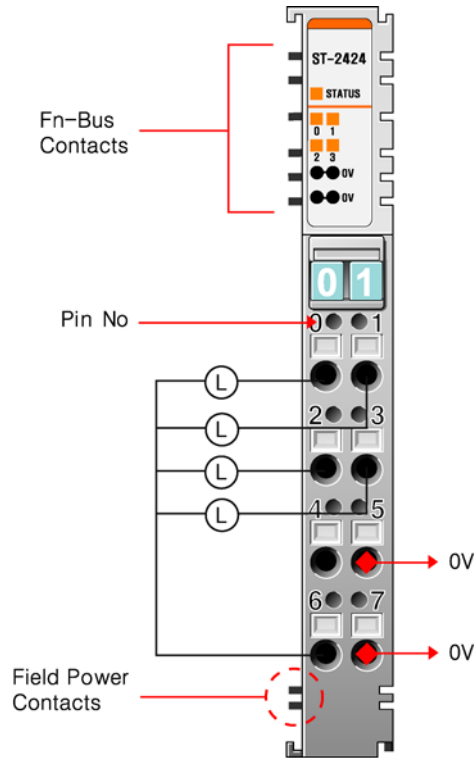 ST-2424
STATUS
0 1
2 3
0V
0V
Fn-Bus
Contacts
0 1
Pin No
0 1
L
2 3
L
L
L
4 5
0V
6 7
0V
Field Power
Contacts